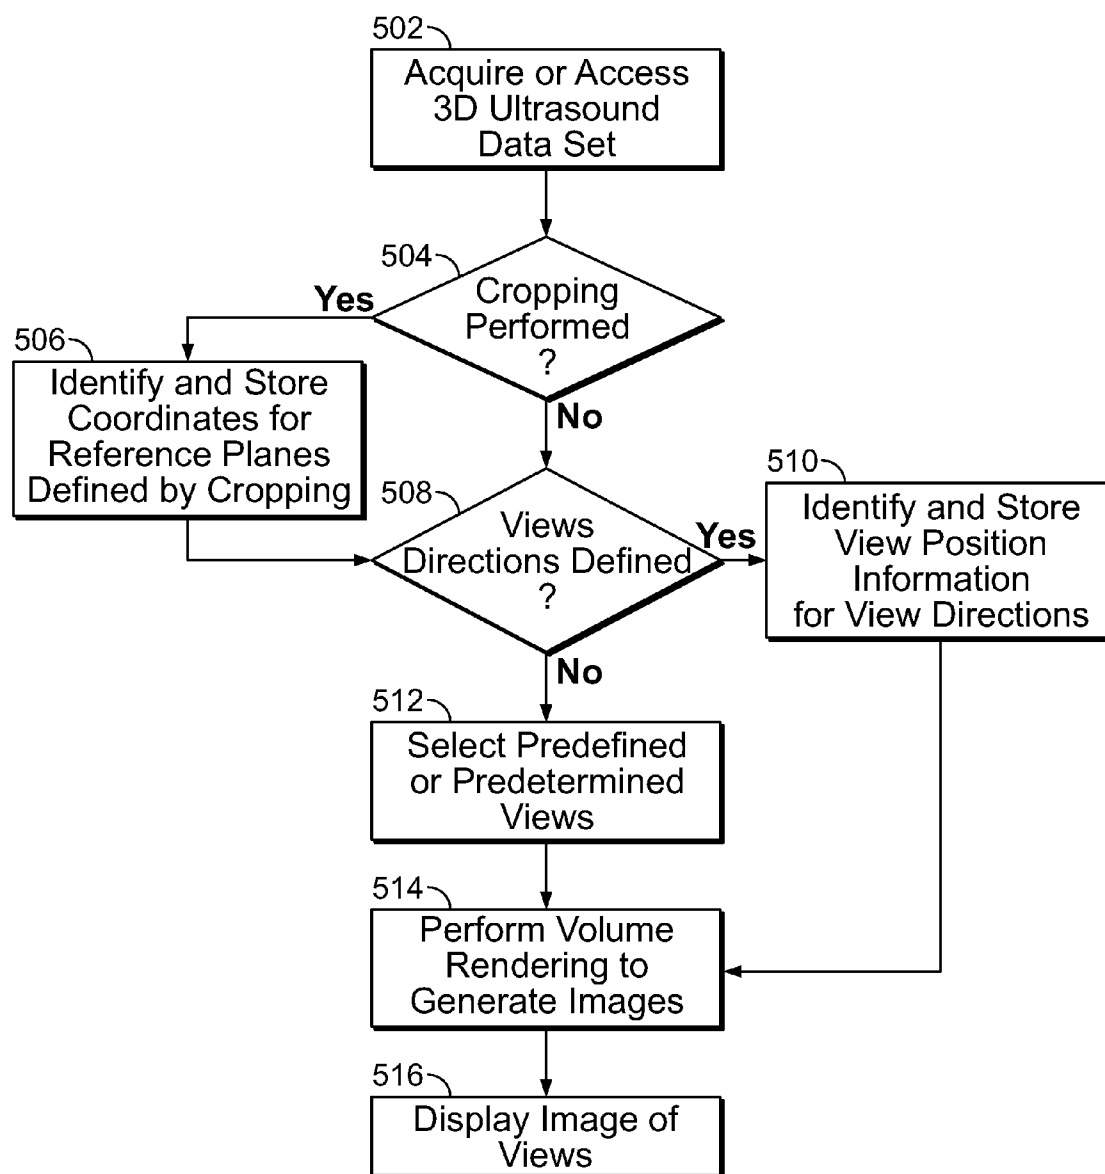 502
Acquire or Access
3D Ultrasound
Data Set
504
Cropping
Performed
?
Yes
No
506
Identify and Store
Coordinates for
Reference Planes
Defined by Cropping
508
Views
Directions Defined
?
Yes
No
510
Identify and Store
View Position
Information
for View Directions
512
Select Predefined
or Predetermined
Views
514
Perform Volume
Rendering to
Generate Images
516
Display Image of
Views